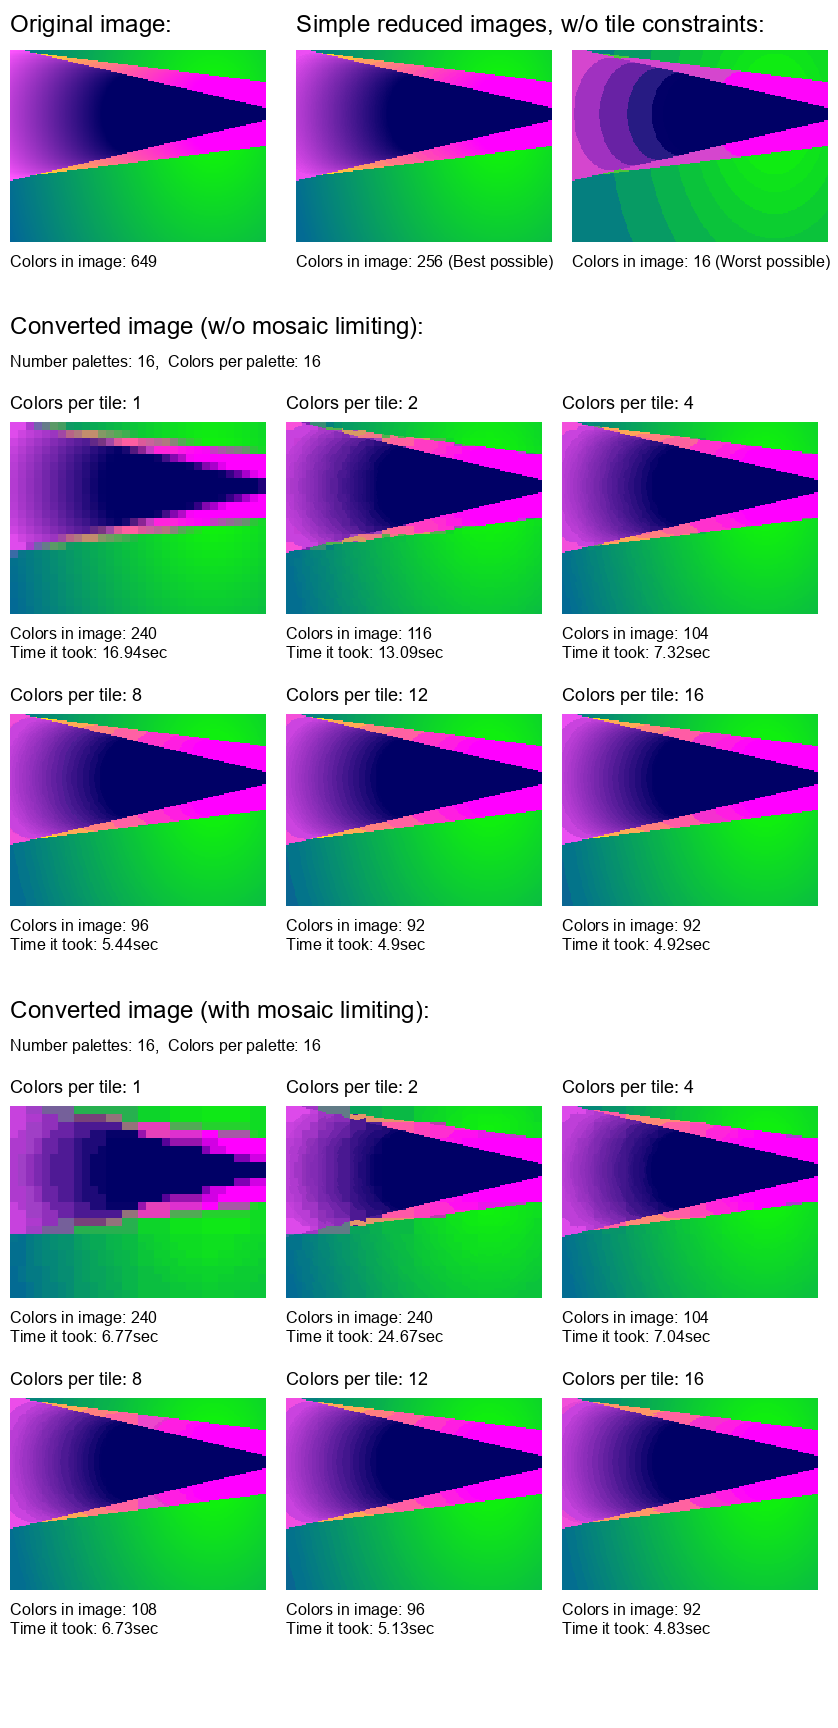 Original image:
Simple reduced images, w/o tile constraints:
Colors in image: 649
Colors in image: 256 (Best possible)
Colors in image: 16 (Worst possible)
Converted image (w/o mosaic limiting):
Number palettes: 16,  Colors per palette: 16
Colors per tile: 1
Colors per tile: 2
Colors per tile: 4
Colors in image: 240
Time it took: 16.94sec
Colors in image: 116
Time it took: 13.09sec
Colors in image: 104
Time it took: 7.32sec
Colors per tile: 8
Colors per tile: 12
Colors per tile: 16
Colors in image: 96
Time it took: 5.44sec
Colors in image: 92
Time it took: 4.9sec
Colors in image: 92
Time it took: 4.92sec
Converted image (with mosaic limiting):
Number palettes: 16,  Colors per palette: 16
Colors per tile: 1
Colors per tile: 2
Colors per tile: 4
Colors in image: 240
Time it took: 6.77sec
Colors in image: 240
Time it took: 24.67sec
Colors in image: 104
Time it took: 7.04sec
Colors per tile: 8
Colors per tile: 12
Colors per tile: 16
Colors in image: 108
Time it took: 6.73sec
Colors in image: 96
Time it took: 5.13sec
Colors in image: 92
Time it took: 4.83sec